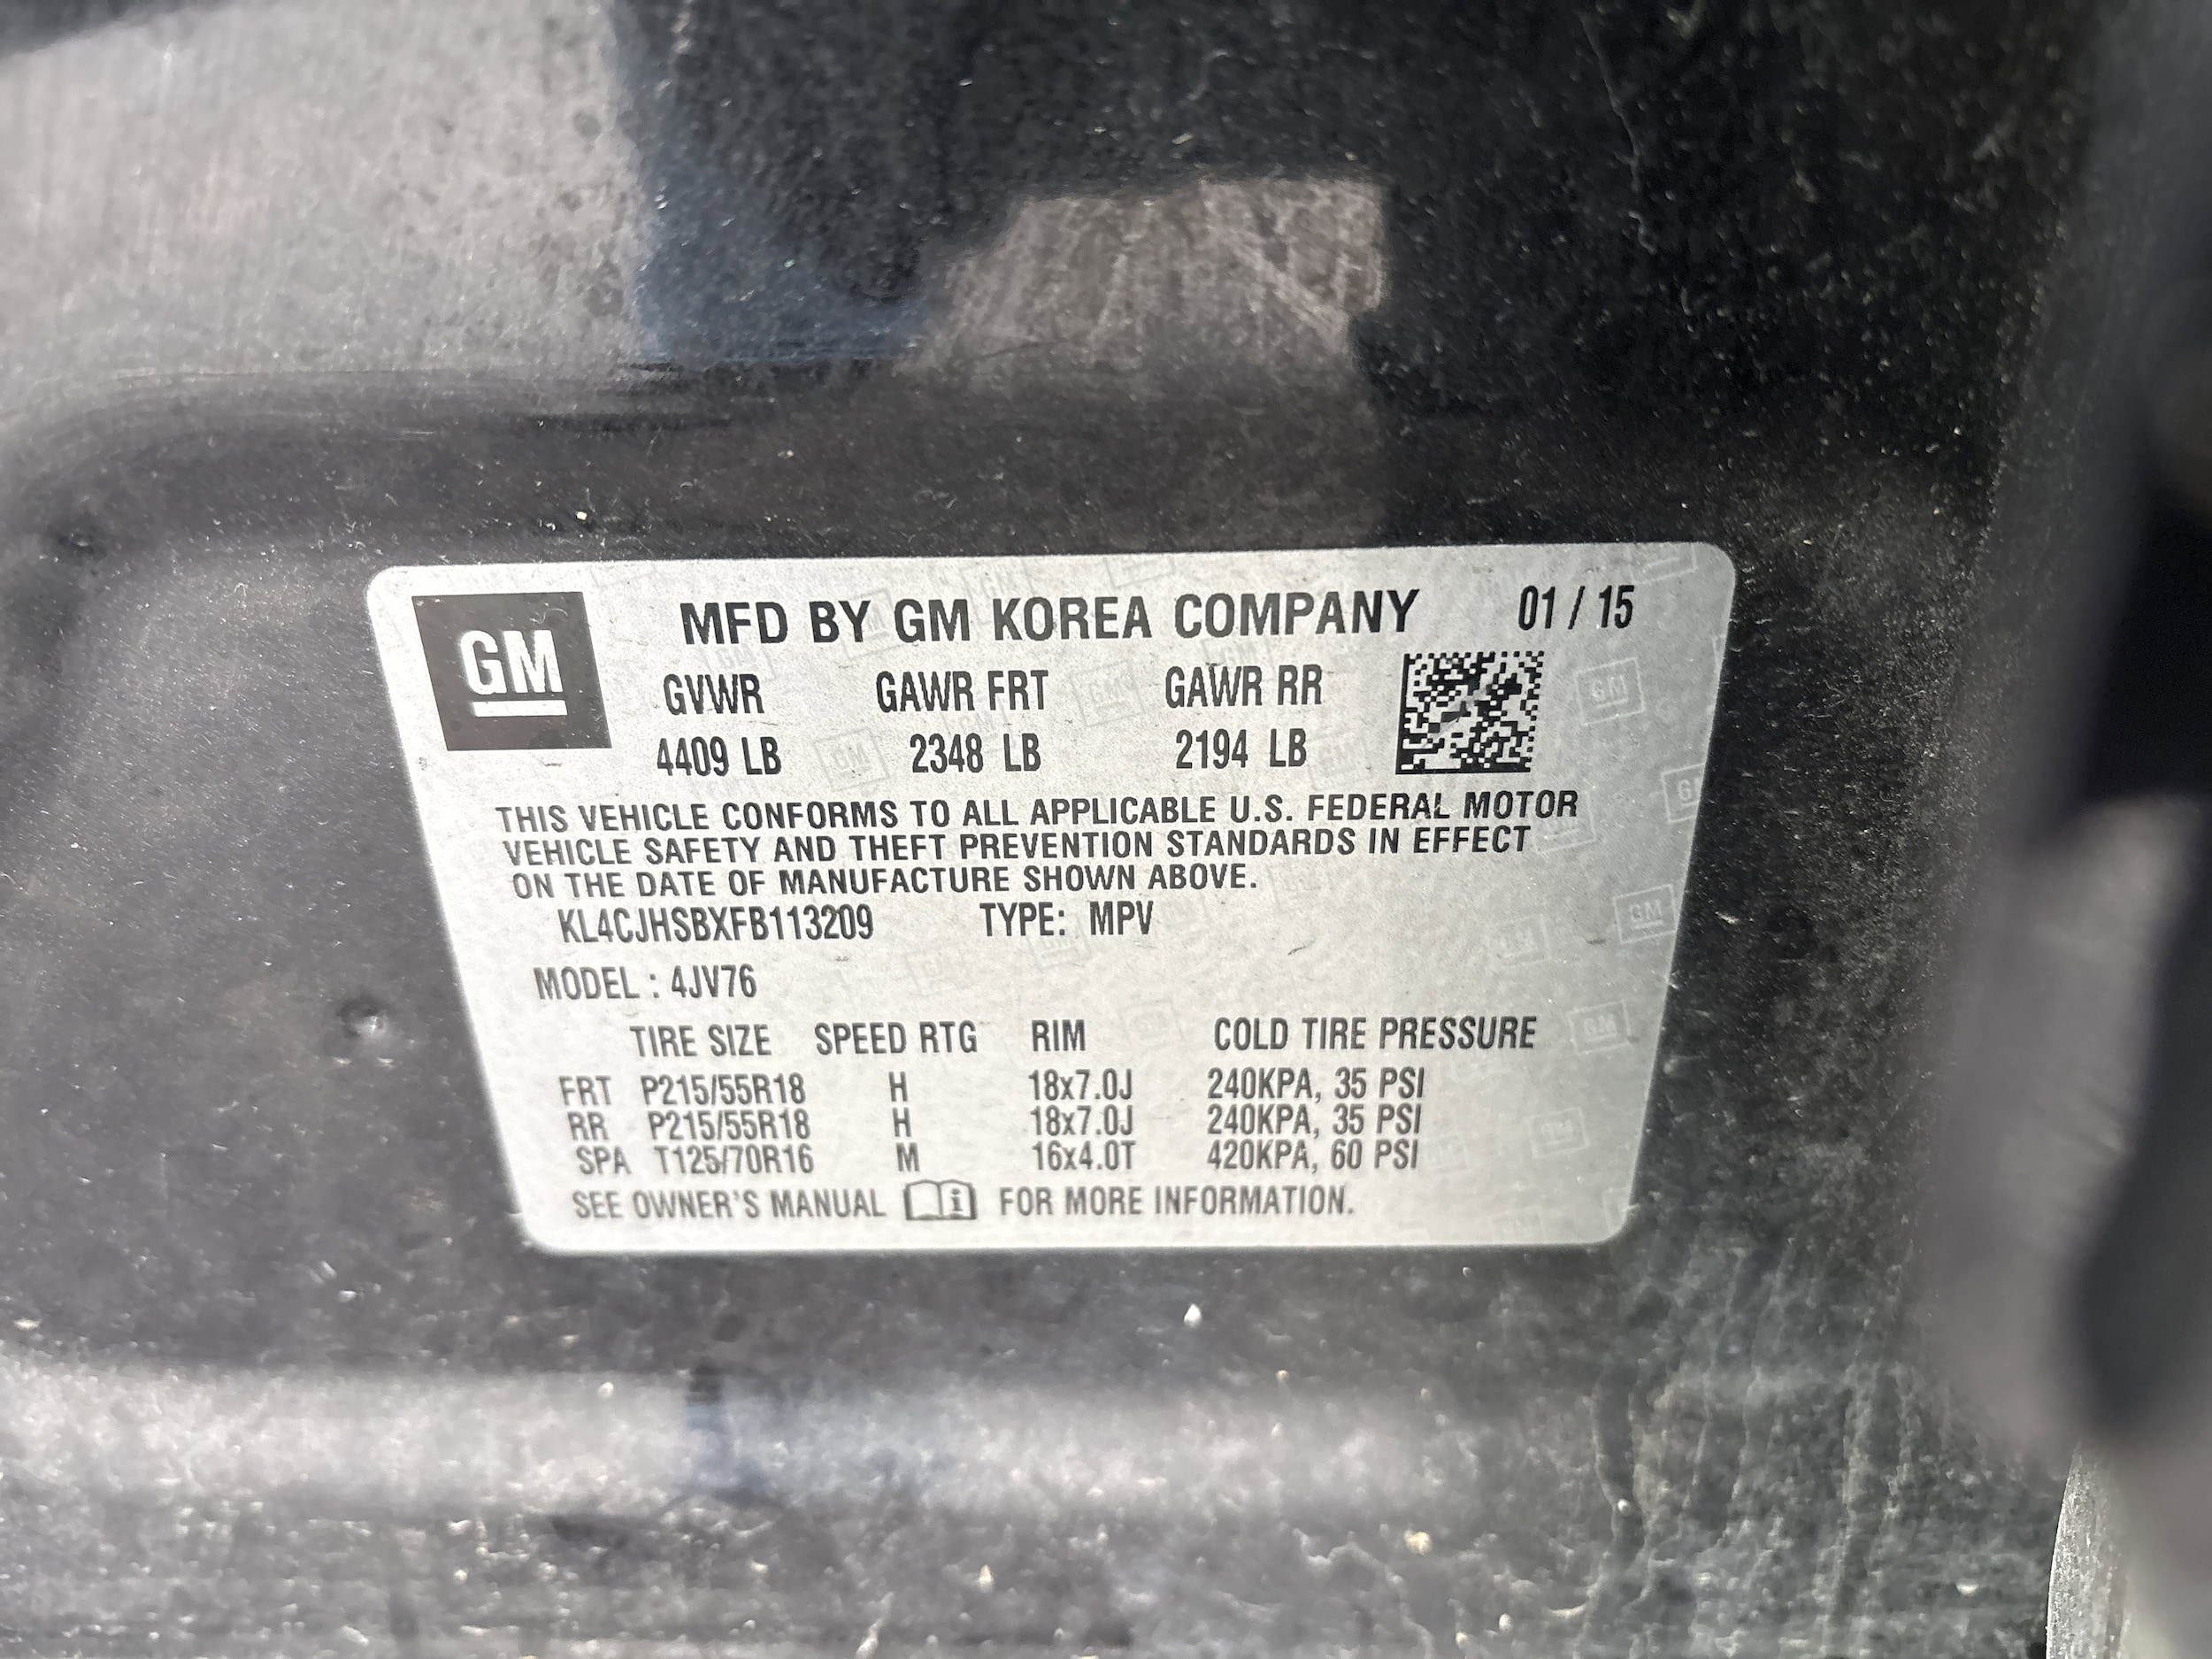 GM
MFD BY GM KOREA COMPANY 01 / 15
GVWR GAWR FRT GAWR RR
4409 LB 2348 LB 2194 LB
THIS VEHICLE CONFORMS TO ALL APPLICABLE U.S. FEDERAL MOTOR
VEHICLE SAFETY AND THEFT PREVENTION STANDARDS IN EFFECT
ON THE DATE OF MANUFACTURE SHOWN ABOVE.
KL4CJHSBXFB113209 TYPE: MPV
MODEL : 4JV76
TIRE SIZE SPEED RTG RIM COLD TIRE PRESSURE
FRT P215/55R18 H 18x7.0J 240KPA, 35 PSI
RR P215/55R18 H 18x7.0J 240KPA, 35 PSI
SPA T125/70R16 M 16x4.0T 420KPA, 60 PSI
SEE OWNER'S MANUAL FOR MORE INFORMATION.